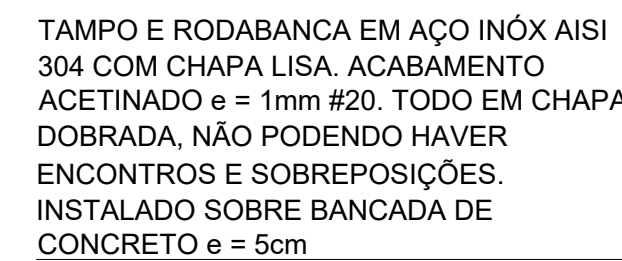 TAMPO E RODABANCA EM AÇO INÓX AISI
304 COM CHAPA LISA. ACABAMENTO
ACETINADO e = 1mm #20. TODO EM CHAPA
DOBRADA, NÃO PODENDO HAVER
ENCONTROS E SOBREPOSIÇÕES.
INSTALADO SOBRE BANCADA DE
CONCRETO e = 5cm